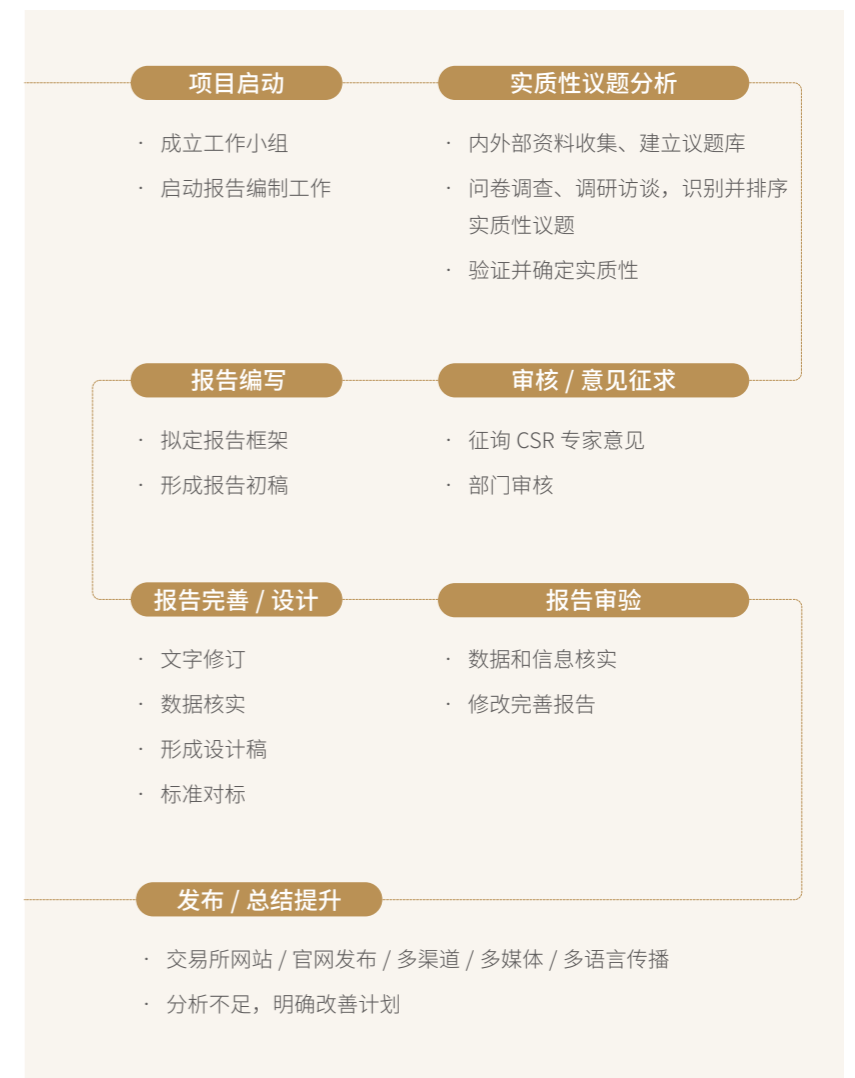 项目启动
· 成立工作小组
· 启动报告编制工作
实质性议题分析
· 内外部资料收集、建立议题库
· 问卷调查、调研访谈，识别并排序
实质性议题
· 验证并确定实质性
报告编写
· 拟定报告框架
· 形成报告初稿
审核 / 意见征求
· 征询 CSR 专家意见
· 部门审核
报告完善 / 设计
· 文字修订
· 数据核实
· 形成设计稿
· 标准对标
报告审验
· 数据和信息核实
· 修改完善报告
发布 / 总结提升
· 交易所网站 / 官网发布 / 多渠道 / 多媒体 / 多语言传播
· 分析不足，明确改善计划